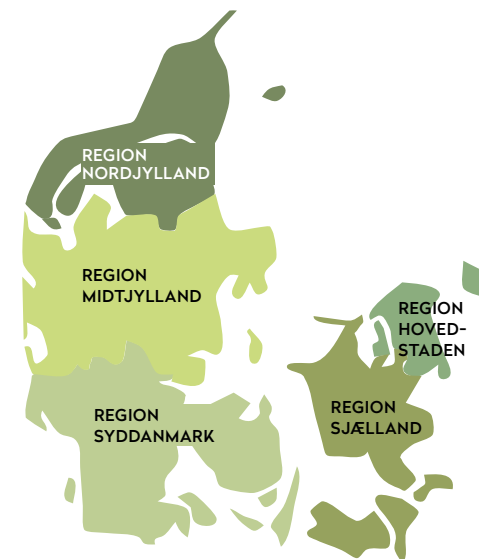 REGION
NORDJYLLAND
REGION
MIDTJYLLAND
REGION
HOVED-
STADEN
REGION
SJÆLLAND
REGION
SYDDANMARK